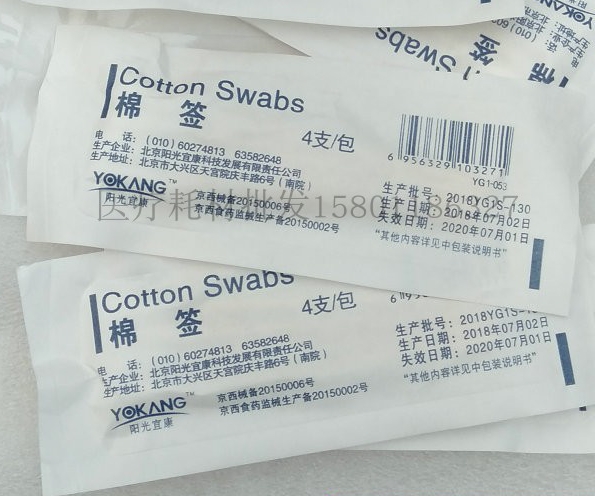 Swabs
签
棉
Cotton Swabs
棉 签
4支/包
电 话: (010) 60274813 63582648
生产企业: 北京阳光宜康科技发展有限责任公司
生产地址: 北京市大兴区天宫院庆丰路6号 (南院)
YOKANG™
阳光宜康
京西械备20150006号
京西食药监械生产备20150002号
6 956329 103271
YG1-053
生产批号: 2018YG1S-130
生产日期: 2018年07月02日
失效日期: 2020年07月01日
"其他内容详见中包装说明书"
医疗耗材批发
Cotton Swabs
棉 签
4支/包
电 话: (010) 60274813 63582648
生产企业: 北京阳光宜康科技发展有限责任公司
生产地址: 北京市大兴区天宫院庆丰路6号 (南院)
YOKANG™
阳光宜康
京西械备20150006号
京西食药监械生产备20150002号
生产批号: 2018YG1S-130
生产日期: 2018年07月02日
失效日期: 2020年07月01日
"其他内容详见中包装说明书"